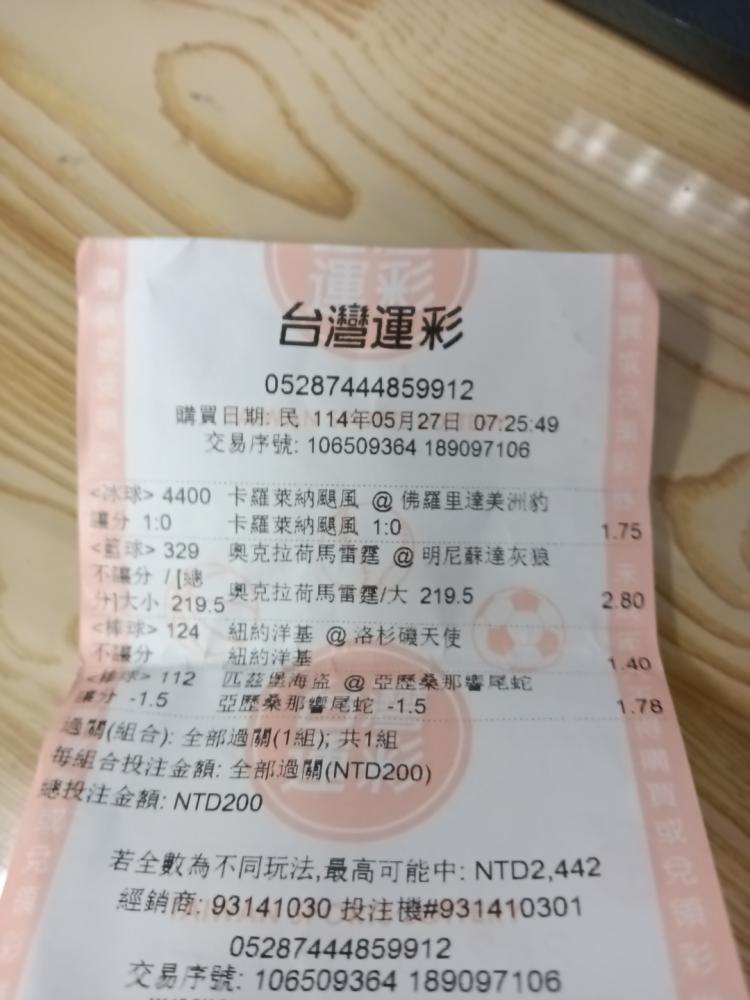 運彩
台灣運彩
05287444859912
購買日期: 民 114年05月27日 07:25:49
交易序號: 106509364 189097106
<冰球> 4400 卡羅萊納颶風 @ 佛羅里達美洲豹
讓分 1:0 卡羅萊納颶風 1:0 1.75
<籃球> 329 奧克拉荷馬雷霆 @ 明尼蘇達灰狼
不讓分 / [總
分]大小 219.5 奧克拉荷馬雷霆/大 219.5 2.80
<棒球> 124 紐約洋基 @ 洛杉磯天使
不讓分 紐約洋基 1.40
<棒球> 112 匹茲堡海盜 @ 亞歷桑那響尾蛇
讓分 -1.5 亞歷桑那響尾蛇 -1.5 1.78
過關(組合): 全部過關(1組); 共1組
每組合投注金額: 全部過關(NTD200)
總投注金額: NTD200
若全數為不同玩法,最高可能中: NTD2,442
經銷商: 93141030 投注機#931410301
05287444859912
交易序號: 106509364 189097106